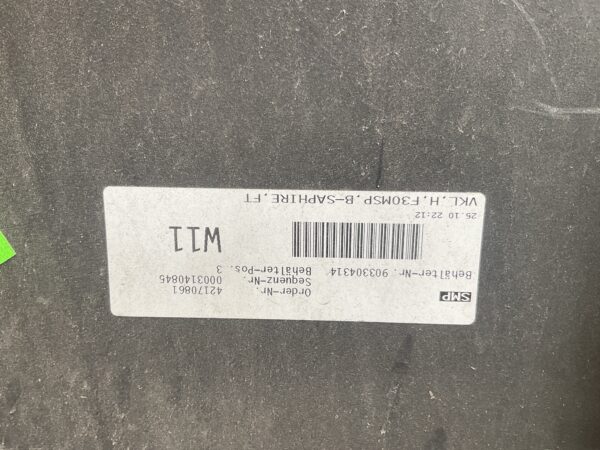 SMP
Order-Nr. 42170861
Sequenz-Nr. 0003140845
Behälter-Nr. 903304314 Behälter-Pos. 3
W11
25.10 22:12
VKL,H,F30MSP,B-SAPHIRE,FT